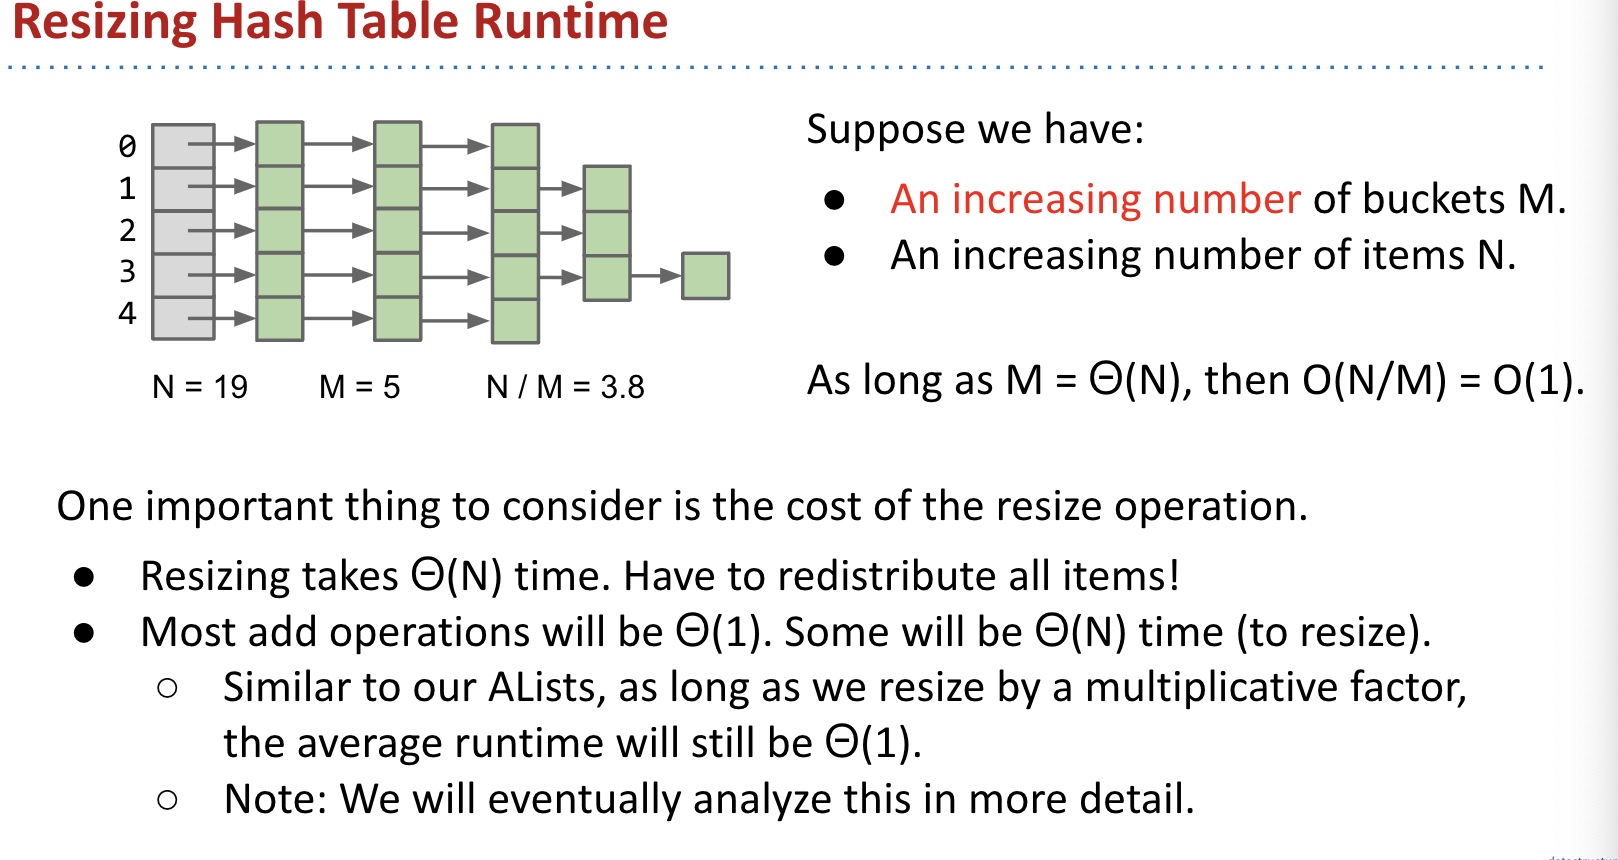 Resizing Hash Table Runtime
0
1
2
3
4
N = 19 M = 5 N / M = 3.8
Suppose we have:
● An increasing number of buckets M.
● An increasing number of items N.
As long as M = Θ(N), then O(N/M) = O(1).
One important thing to consider is the cost of the resize operation.
● Resizing takes Θ(N) time. Have to redistribute all items!
● Most add operations will be Θ(1). Some will be Θ(N) time (to resize).
○ Similar to our ALists, as long as we resize by a multiplicative factor,
the average runtime will still be Θ(1).
○ Note: We will eventually analyze this in more detail.